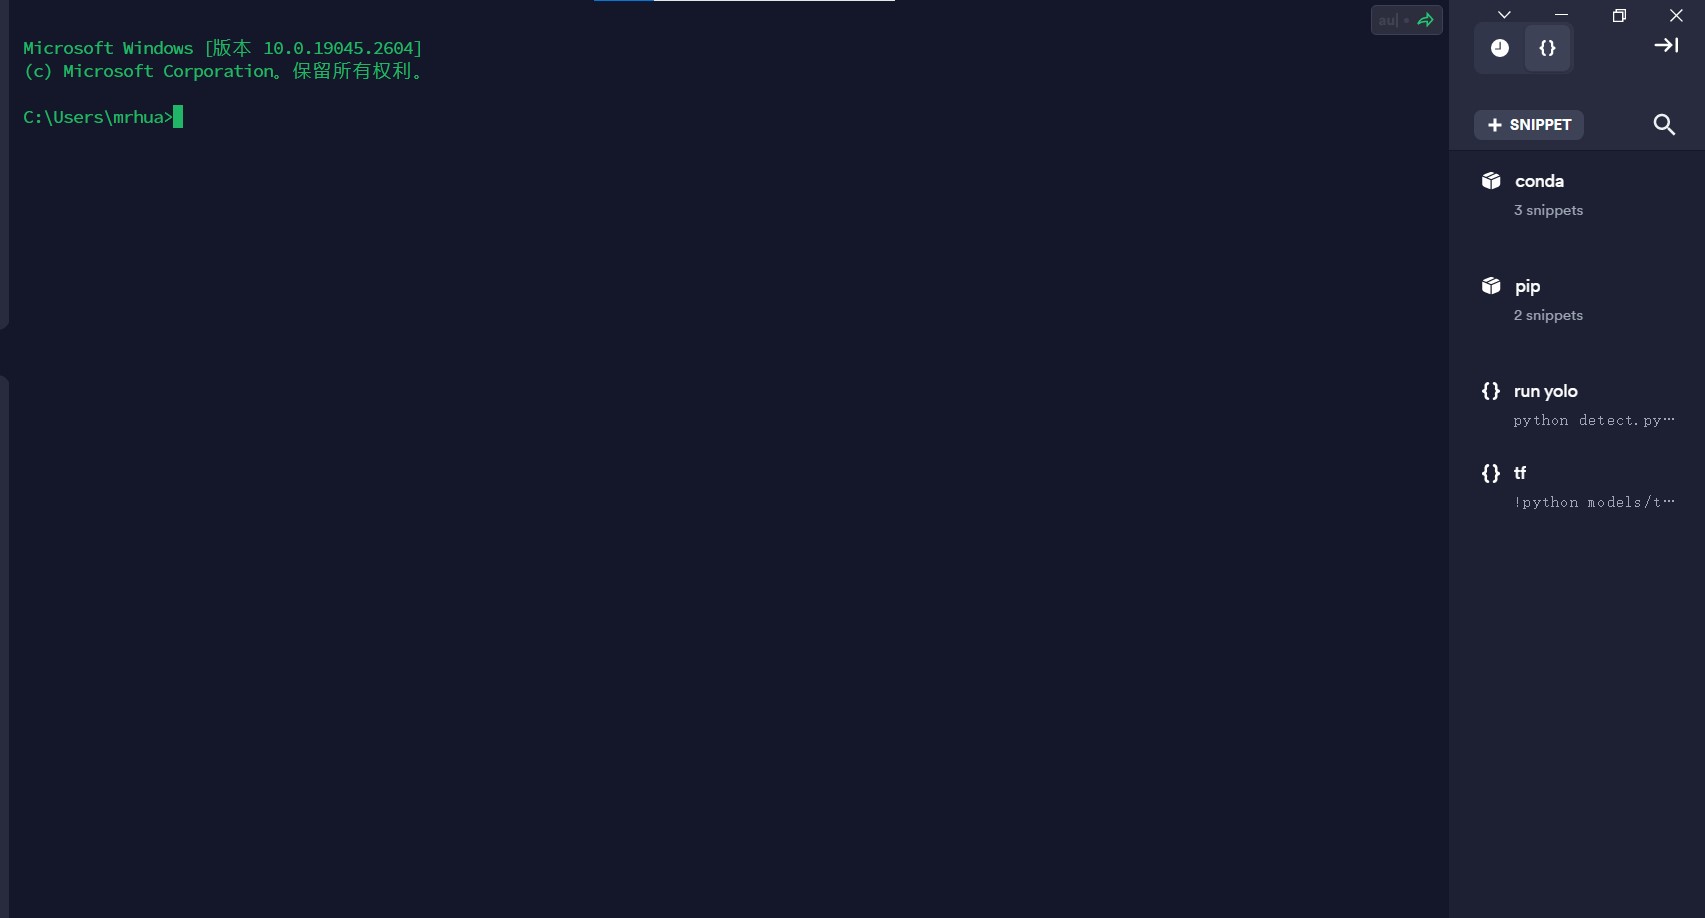 Microsoft Windows [版本 10.0.19045.2604]
(c) Microsoft Corporation。保留所有权利。
C:\Users\mrhua>
au
SNIPPET
conda
3 snippets
pip
2 snippets
run yolo
python detect.py…
tf
!python models/t…